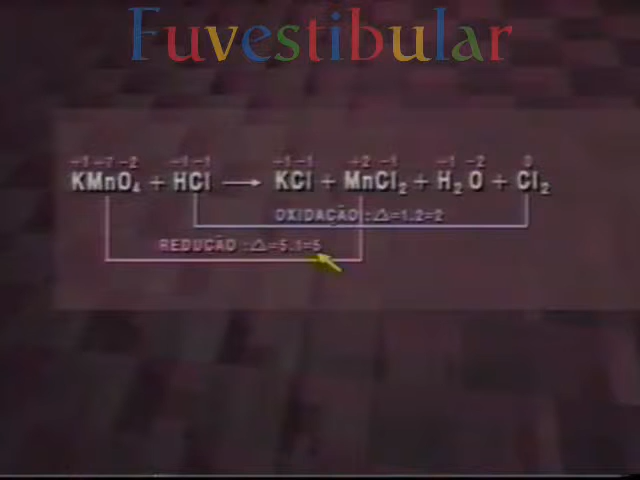 Fuvestibular
+1 +7 -2 +1 -1 +1 -1 +2 -1 +1 -2 0
KMnO₄ + HCl → KCl + MnCl₂ + H₂O + Cl₂
OXIDAÇÃO : △=1.2=2
REDUÇÃO : △=5.1=5